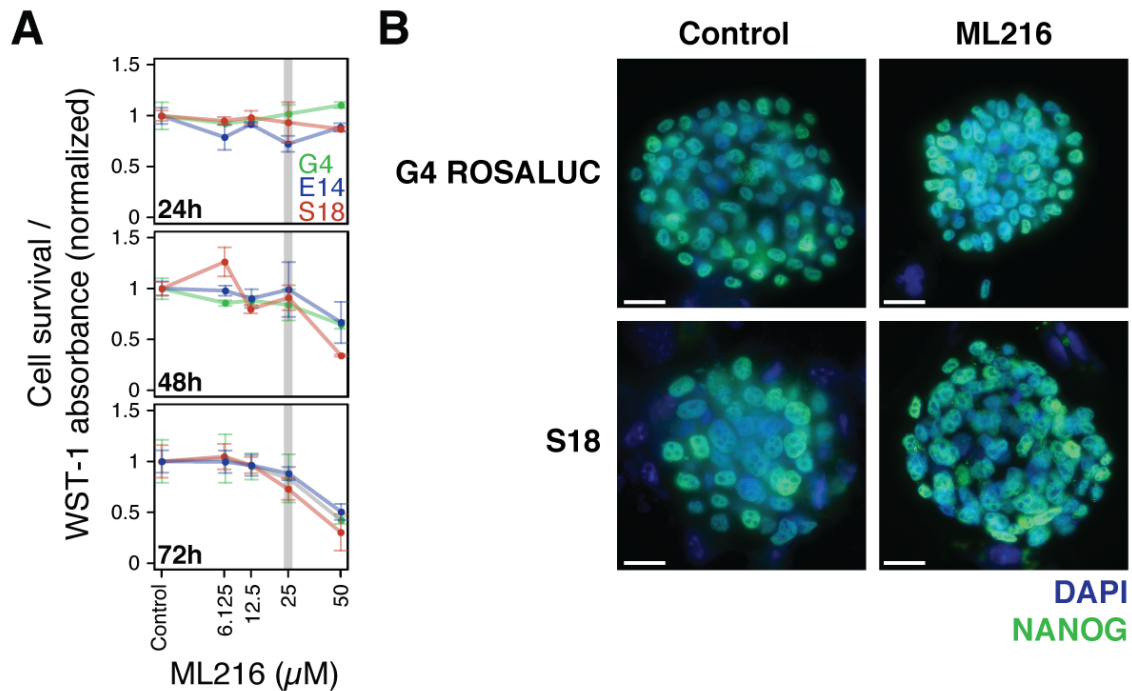 A
Cell survival /
WST-1 absorbance (normalized)
1.5
1
0.5
0
G4
E14
S18
24h
1.5
1
0.5
0
48h
1.5
1
0.5
0
72h
Control
6.125
12.5
25
50
ML216 (µM)
B
Control
ML216
G4 ROSALUC
S18
DAPI
NANOG